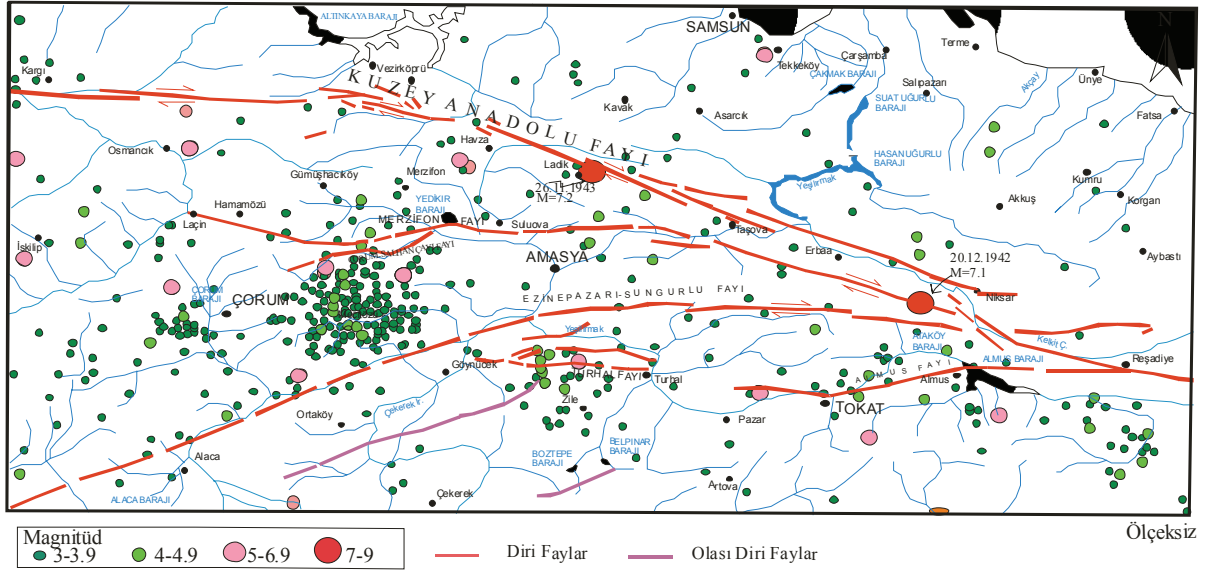 ALTINKAYA BARAJI
SAMSUN
N
Kargı
Vezirköprü
Tekkeköy
Çarşamba
Terme
ÇAKMAK BARAJI
Salıpazarı
Ünye
Akçay
Fatsa
KUZEY ANADOLU FAYI
Kavak
Asarcık
SUAT UĞURLU
BARAJI
Osmancık
Havza
Ladik
HASAN UĞURLU
BARAJI
Gümüşhacıköy
Merzifon
26.11.1943
M=7.2
Yeşilırmak
Kumru
Korgan
Akkuş
Hamamözü
Laçin
YEDİKIR
BARAJI
MERZİFON FAYI
Suluova
Taşova
Erbaa
İskilip
AMASYA
20.12.1942
M=7.1
Aybastı
ÇORUM
BARAJI
ÇORUM
EZİNEPAZARI-SUNGURLU FAYI
Niksar
Yeşilırmak
ATAKÖY
BARAJI
Kelkit Ç.
Göynücek
TURHAL FAYI
Turhal
ALMUS FAYI
ALMUS BARAJI
Almus
Reşadiye
Çekerek Ir.
Zile
TOKAT
Ortaköy
Pazar
Alaca
BOZTEPE
BARAJI
BELPINAR
BARAJI
Artova
ALACA BARAJI
Çekerek
Magnitüd
3-3.9 4-4.9 5-6.9 7-9
Diri Faylar
Olası Diri Faylar
Ölçeksiz